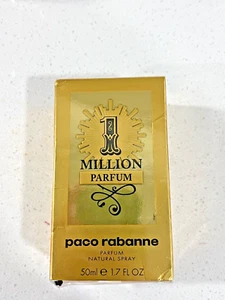 1
MILLION
PARFUM
paco rabanne
PARFUM
NATURAL SPRAY
50ml ℮ 1.7 FL OZ